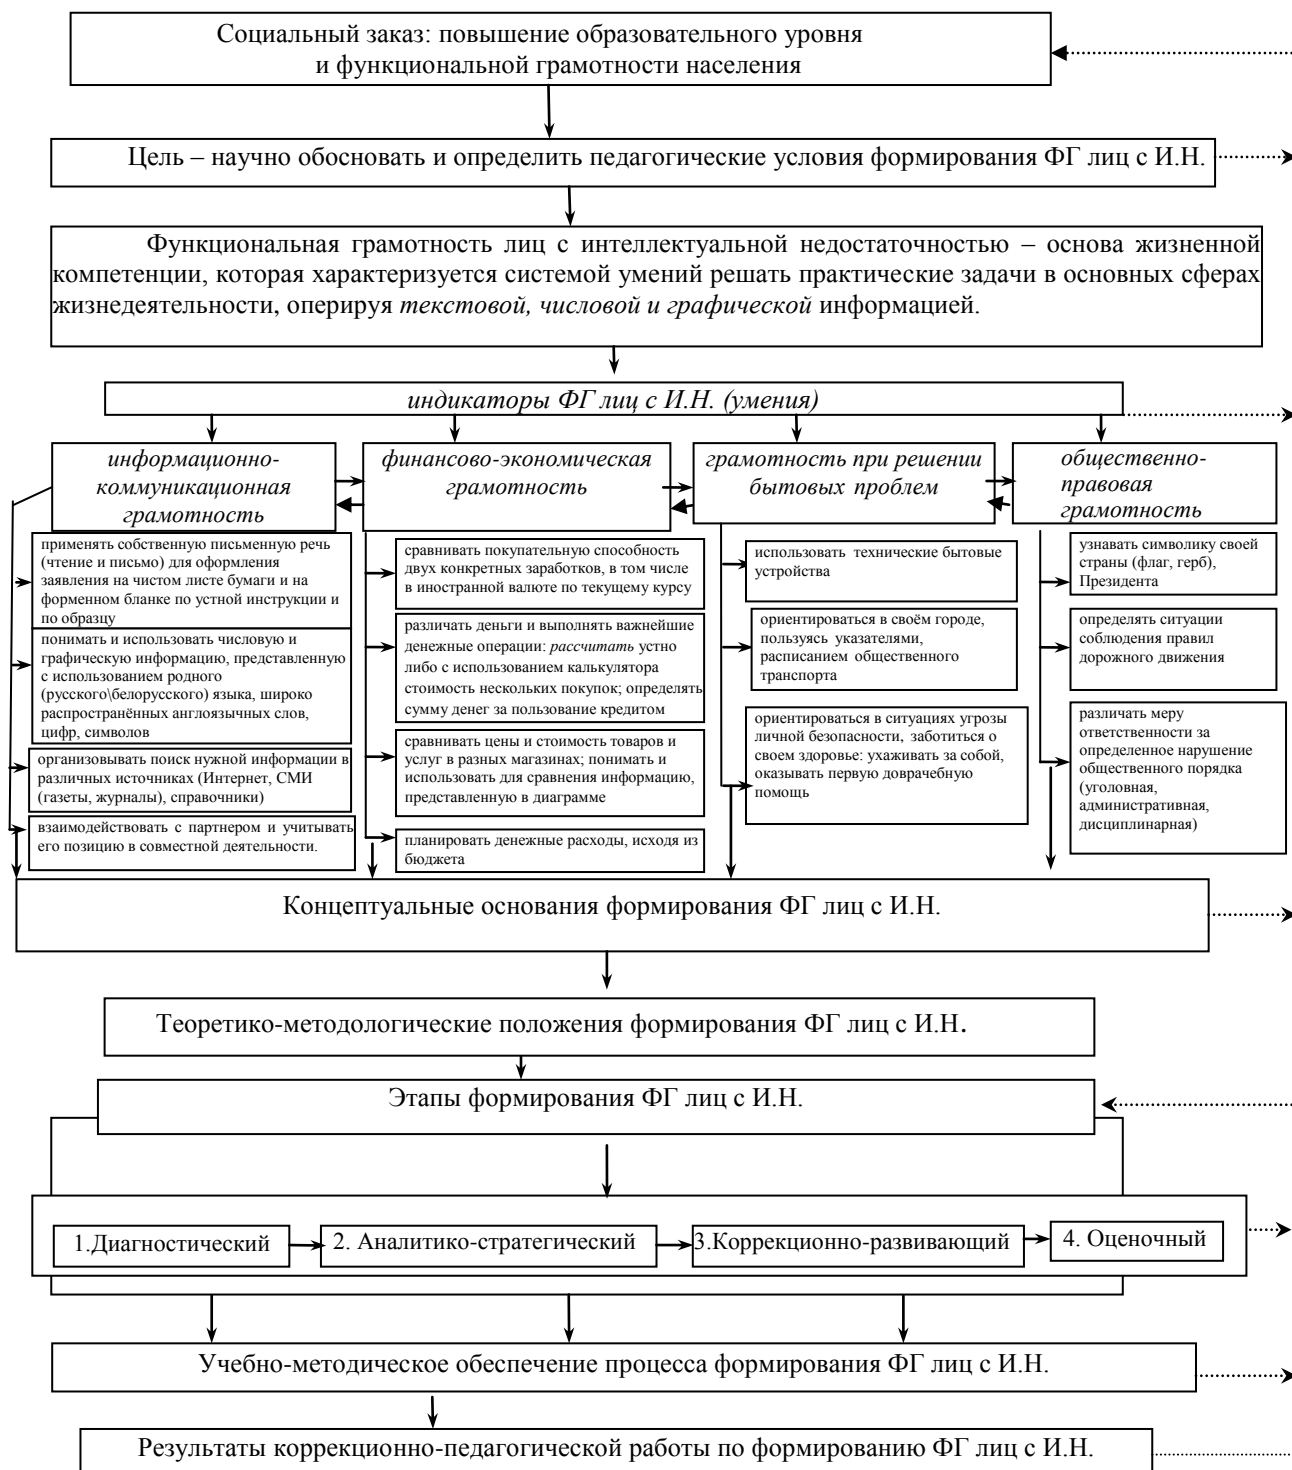 Социальный заказ: повышение образовательного уровня
и функциональной грамотности населения
Цель – научно обосновать и определить педагогические условия формирования ФГ лиц с И.Н.
Функциональная грамотность лиц с интеллектуальной недостаточностью – основа жизненной
компетенции, которая характеризуется системой умений решать практические задачи в основных сферах
жизнедеятельности, оперируя текстовой, числовой и графической информацией.
индикаторы ФГ лиц с И.Н. (умения)
информационно-
коммуникационная
грамотность
финансово-экономическая
грамотность
грамотность при решении
бытовых проблем
общественно-
правовая
грамотность
применять собственную письменную речь
(чтение и письмо) для оформления
заявления на чистом листе бумаги и на
форменном бланке по устной инструкции и
по образцу
понимать и использовать числовую и
графическую информацию, представленную
с использованием родного
(русского\белорусского) языка, широко
распространённых англоязычных слов,
цифр, символов
организовывать поиск нужной информации в
различных источниках (Интернет, СМИ
(газеты, журналы), справочники)
взаимодействовать с партнером и учитывать
его позицию в совместной деятельности.
сравнивать покупательную способность
двух конкретных заработков, в том числе
в иностранной валюте по текущему курсу
различать деньги и выполнять важнейшие
денежные операции: рассчитать устно
либо с использованием калькулятора
стоимость нескольких покупок; определять
сумму денег за пользование кредитом
сравнивать цены и стоимость товаров и
услуг в разных магазинах; понимать и
использовать для сравнения информацию,
представленную в диаграмме
планировать денежные расходы, исходя из
бюджета
использовать технические бытовые
устройства
ориентироваться в своём городе,
пользуясь указателями,
расписанием общественного
транспорта
ориентироваться в ситуациях угрозы
личной безопасности, заботиться о
своем здоровье: ухаживать за собой,
оказывать первую доврачебную
помощь
узнавать символику своей
страны (флаг, герб),
Президента
определять ситуации
соблюдения правил
дорожного движения
различать меру
ответственности за
определенное нарушение
общественного порядка
(уголовная,
административная,
дисциплинарная)
Концептуальные основания формирования ФГ лиц с И.Н.
Теоретико-методологические положения формирования ФГ лиц с И.Н.
Этапы формирования ФГ лиц с И.Н.
1.Диагностический
2. Аналитико-стратегический
3.Коррекционно-развивающий
4. Оценочный
Учебно-методическое обеспечение процесса формирования ФГ лиц с И.Н.
Результаты коррекционно-педагогической работы по формированию ФГ лиц с И.Н.